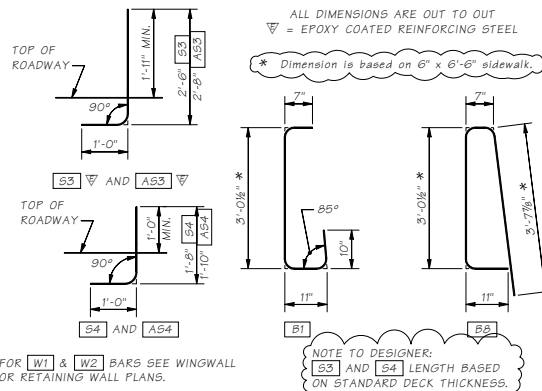 ALL DIMENSIONS ARE OUT TO OUT
E = EPOXY COATED REINFORCING STEEL
* Dimension is based on 6" x 6'-6" sidewalk.
TOP OF
ROADWAY
90°
1'-11" MIN.
2'-6" S3
2'-8" AS3
1'-0"
S3 E AND AS3 E
TOP OF
ROADWAY
90°
1'-0"
MIN.
1'-8" S4
1'-10" AS4
1'-0"
S4 AND AS4
7"
3'-0½" *
85°
10"
11"
B1
7"
3'-0½" *
3'-7⅞" *
11"
B8
FOR W1 & W2 BARS SEE WINGWALL
OR RETAINING WALL PLANS.
NOTE TO DESIGNER:
S3 AND S4 LENGTH BASED
ON STANDARD DECK THICKNESS.